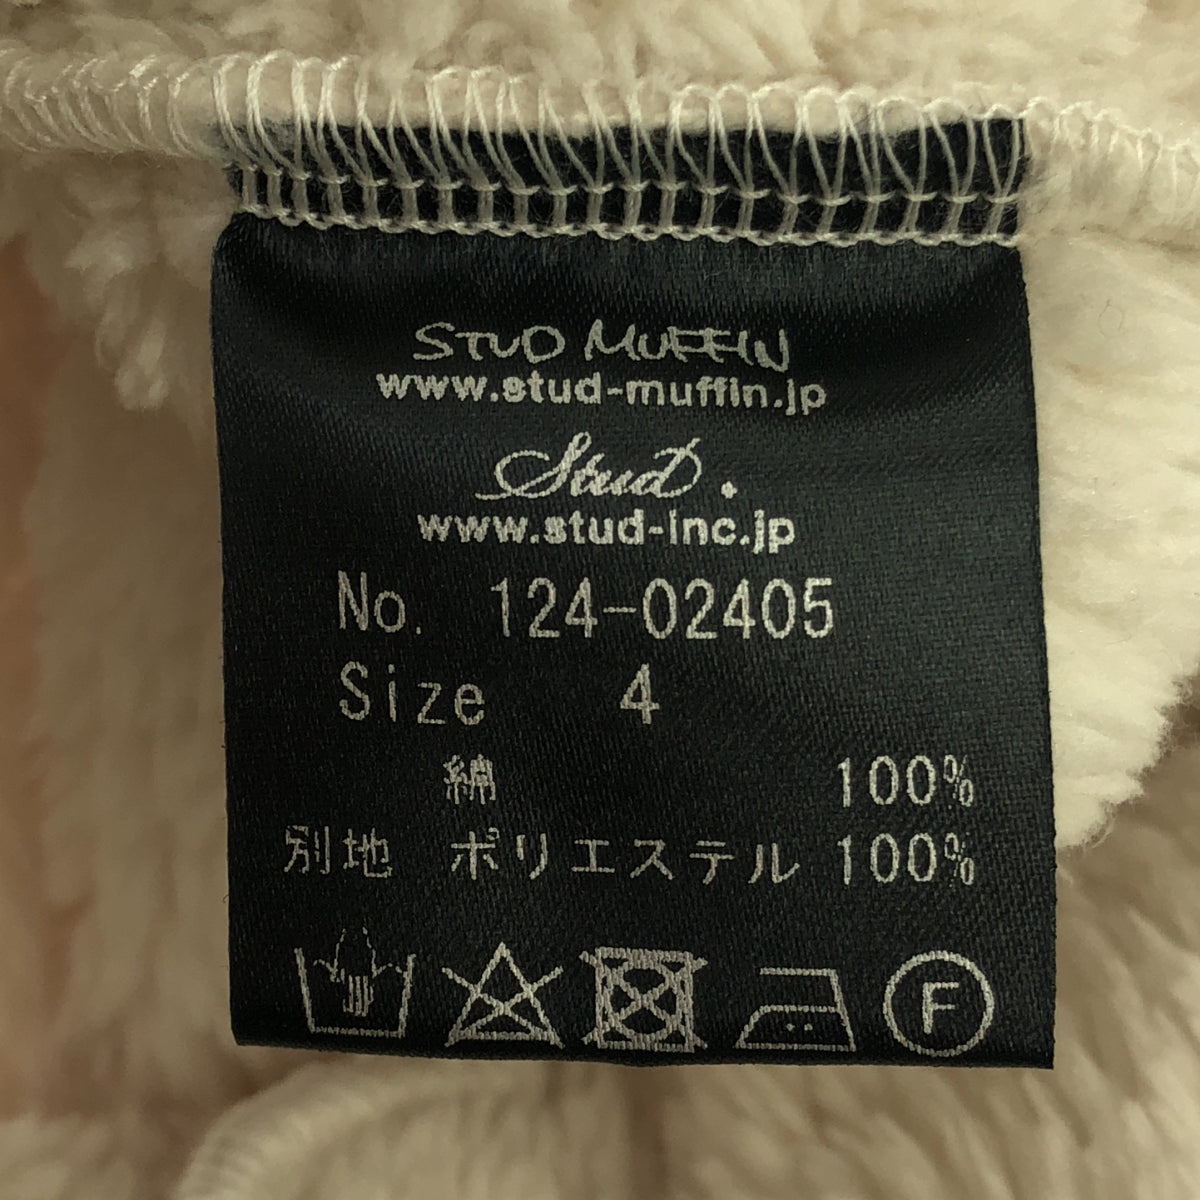 STUD MUFFIN
www.stud-muffin.jp
Stud.
www.stud-inc.jp
No. 124-02405
Size 4
綿 100%
別地 ポリエステル 100%
F